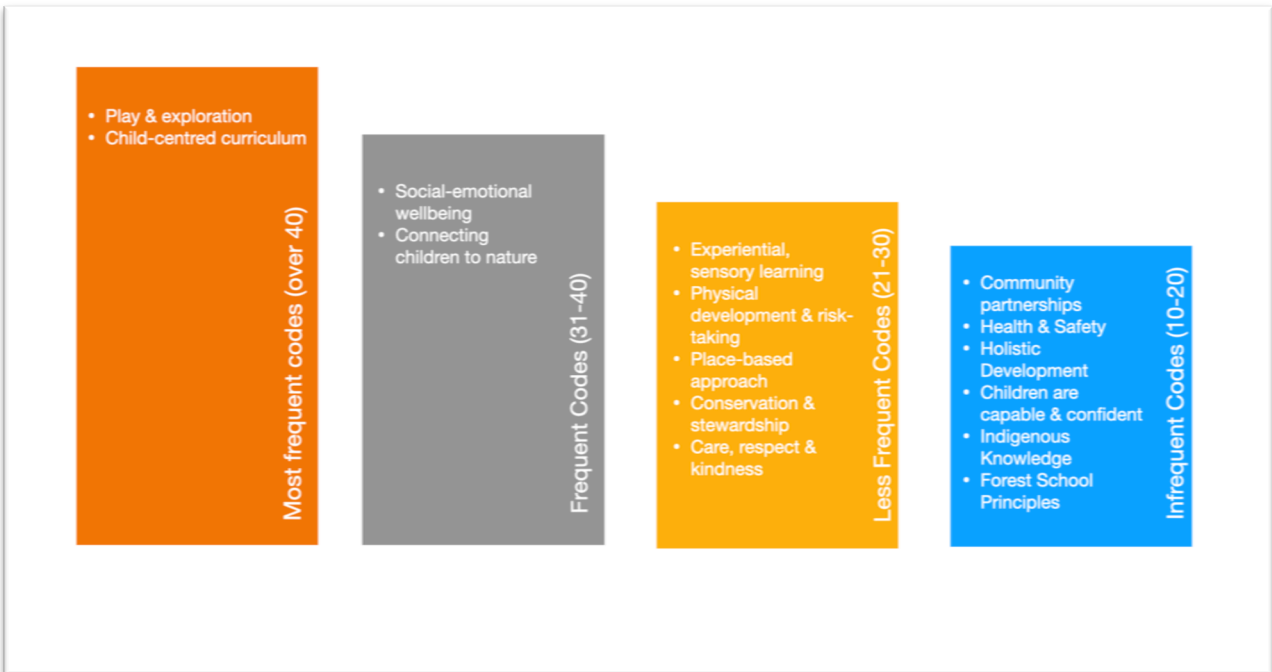 • Play & exploration
• Child-centred curriculum
Most frequent codes (over 40)
• Social-emotional
wellbeing
• Connecting
children to nature
Frequent Codes (31-40)
• Experiential,
sensory learning
• Physical
development & risk-
taking
• Place-based
approach
• Conservation &
stewardship
• Care, respect &
kindness
Less Frequent Codes (21-30)
• Community
partnerships
• Health & Safety
• Holistic
Development
• Children are
capable & confident
• Indigenous
Knowledge
• Forest School
Principles
Infrequent Codes (10-20)